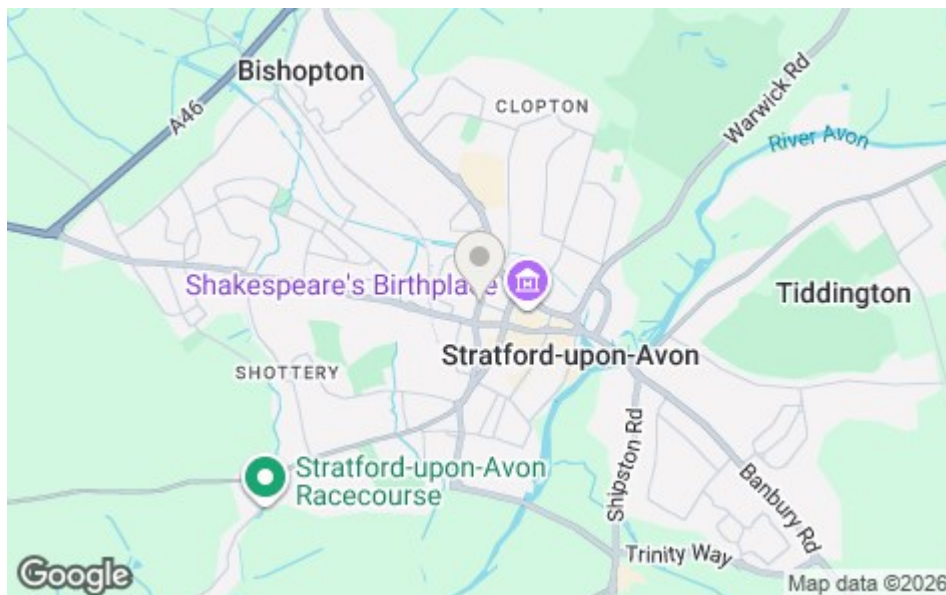 Bishopton
CLOPTON
A46
Warwick Rd
River Avon
Shakespeare's Birthplace
Tiddington
Stratford-upon-Avon
SHOTTERY
Stratford-upon-Avon
Racecourse
Shipston Rd
Banbury Rd
Trinity Way
Google
Map data ©2026